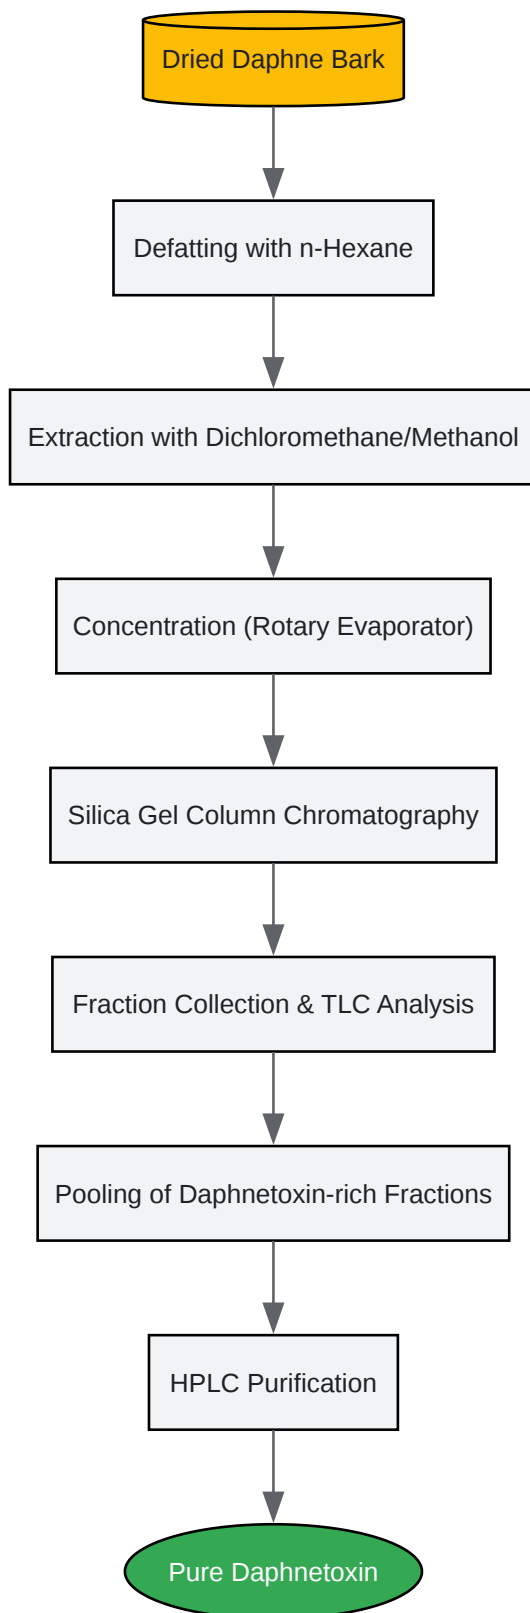 Dried Daphne Bark
Defatting with n-Hexane
Extraction with Dichloromethane/Methanol
Concentration (Rotary Evaporator)
Silica Gel Column Chromatography
Fraction Collection & TLC Analysis
Pooling of Daphnetoxin-rich Fractions
HPLC Purification
Pure Daphnetoxin